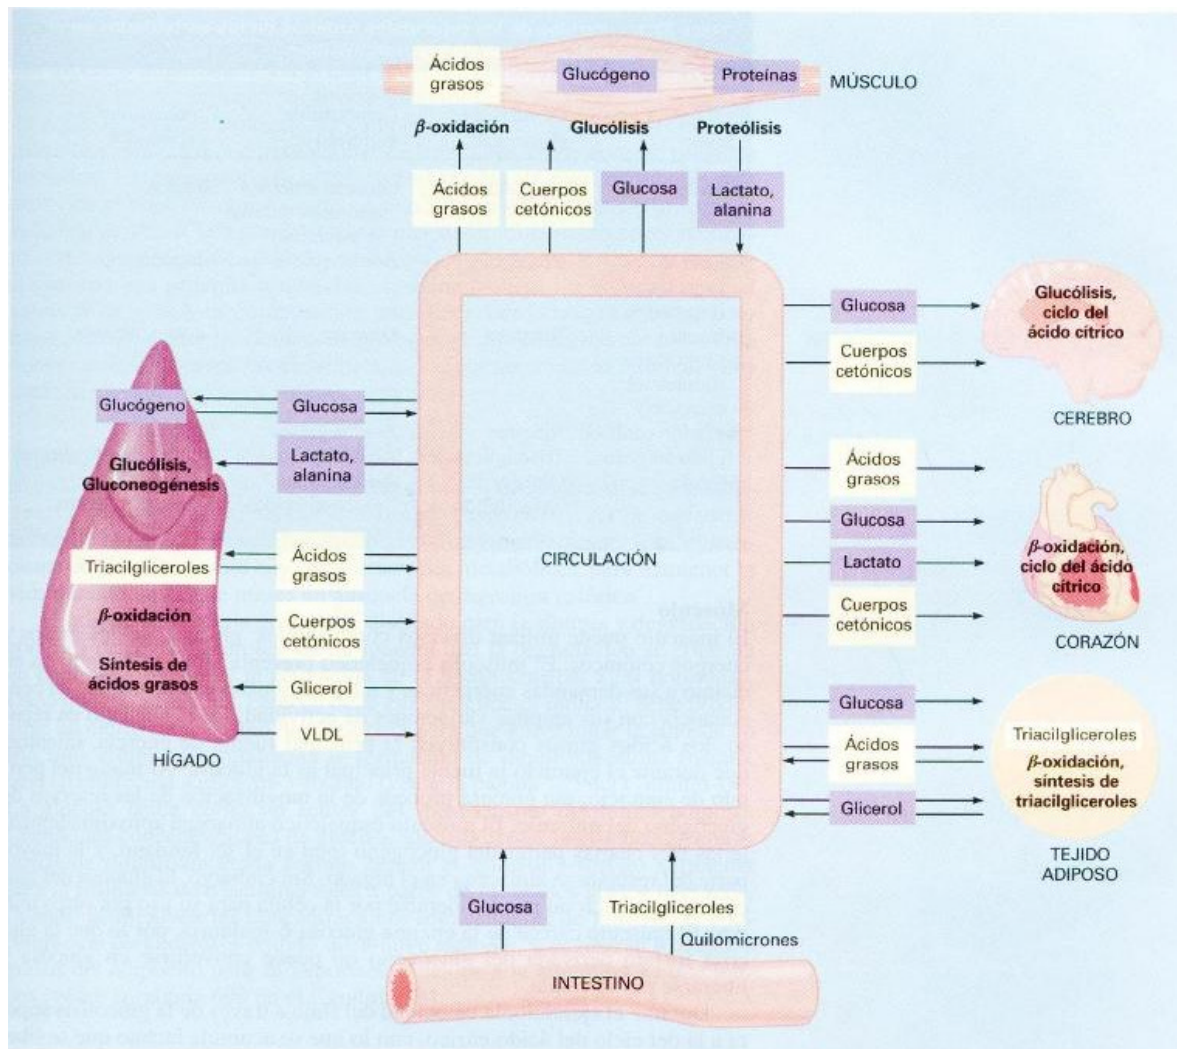 Ácidos
grasos
Glucógeno
Proteínas
MÚSCULO
β-oxidación
Glucólisis
Proteólisis
Ácidos
grasos
Cuerpos
cetónicos
Glucosa
Lactato,
alanina
Glucosa
Glucólisis,
ciclo del
ácido cítrico
Cuerpos
cetónicos
CEREBRO
Glucógeno
Glucosa
Lactato,
alanina
Glucólisis,
Gluconeogénesis
Triacilgliceroles
Ácidos
grasos
β-oxidación
Cuerpos
cetónicos
Síntesis de
ácidos grasos
Glicerol
VLDL
HÍGADO
CIRCULACIÓN
Ácidos
grasos
Glucosa
Lactato
Cuerpos
cetónicos
β-oxidación,
ciclo del ácido
cítrico
CORAZÓN
Glucosa
Ácidos
grasos
Glicerol
Triacilgliceroles
β-oxidación,
síntesis de
triacilgliceroles
TEJIDO
ADIPOSO
Glucosa
Triacilgliceroles
Quilomicrones
INTESTINO